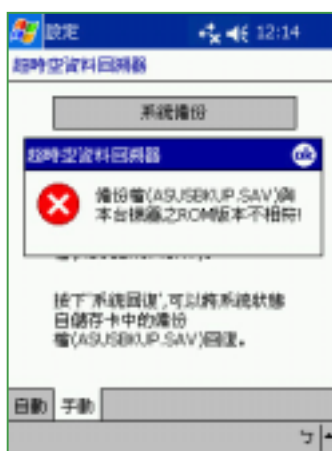 設定 12:14
超時空資料回溯器
系統備份
超時空資料回溯器 ok
備份檔(ASUSBKUP.SAV)與
本台機器之ROM版本不相符!
按下'系統回復',可以將系統狀態
自儲存卡中的備份
檔(ASUSBKUP.SAV)回復。
自動 手動
ㄅ